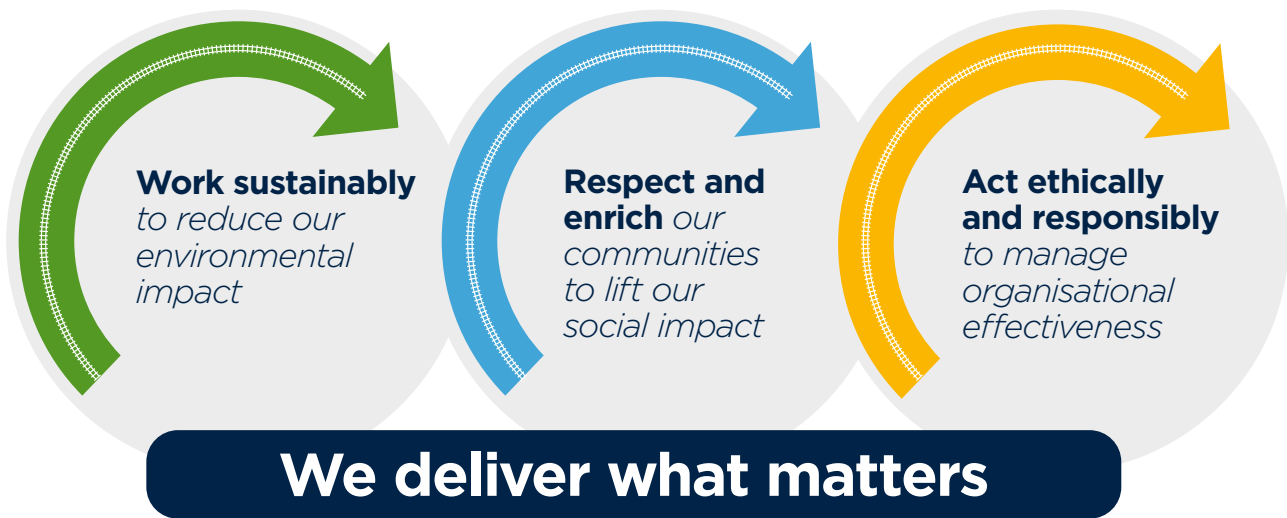 Work sustainably
to reduce our
environmental
impact
Respect and
enrich our
communities
to lift our
social impact
Act ethically
and responsibly
to manage
organisational
effectiveness
We deliver what matters